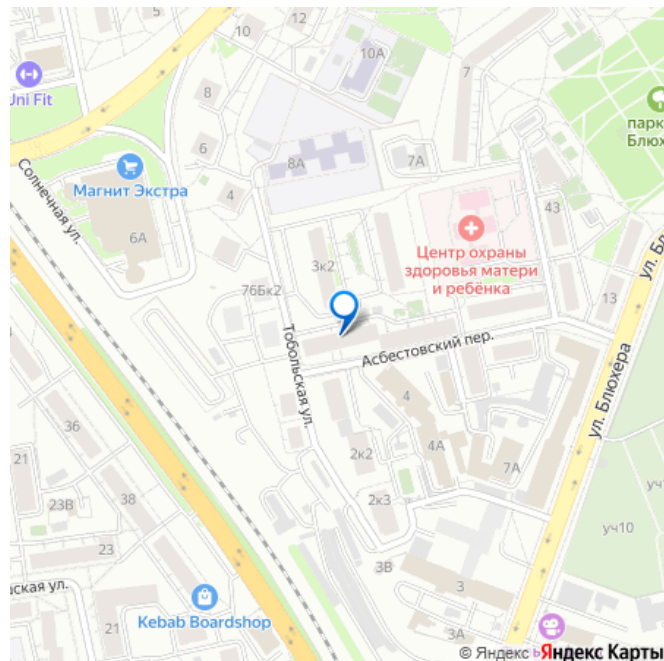 10
12
10А
7
8
Uni Fit
парк
Блюх
6
8А
7А
Магнит Экстра
Солнечная ул.
4
43
6А
Центр охраны
здоровья матери
и ребёнка
3к2
ул. Бл
76Бк2
13
Тобольская ул.
Асбестовский пер.
ул. Блюхера
4
36
4А
2к2
7А
21
38
23В
2к3
уч1
уч10
23
3В
ская ул.
3
Kebab Boardshop
21
3А
© Яндекс
Яндекс Карты